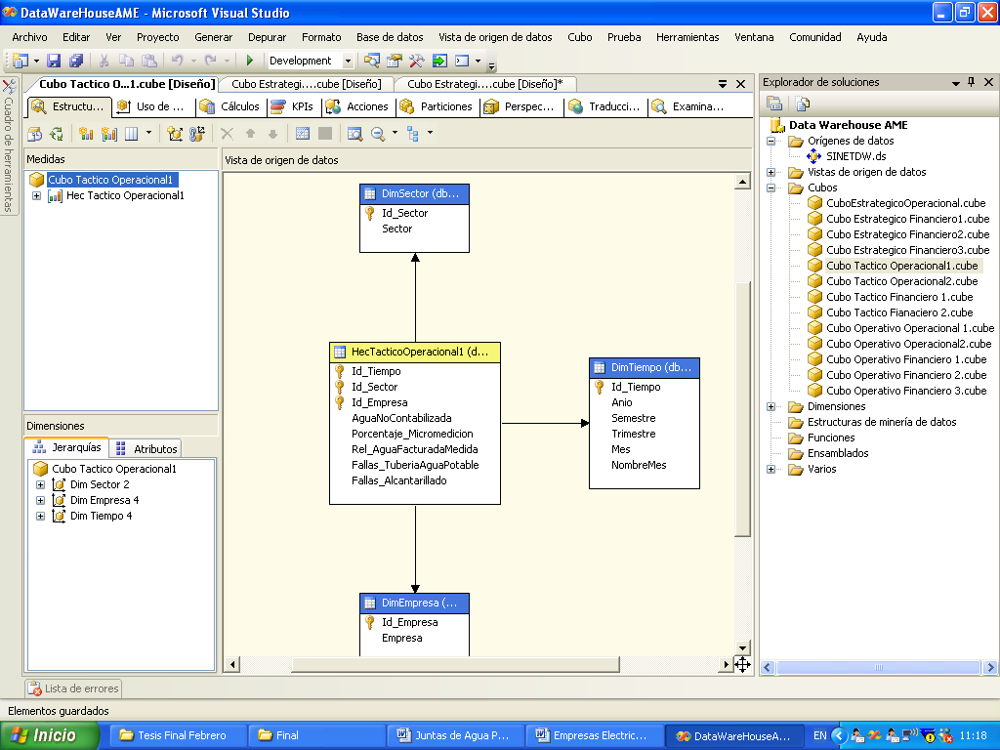 DataWareHouseAME - Microsoft Visual Studio
Archivo Editar Ver Proyecto Generar Depurar Formato Base de datos Vista de origen de datos Cubo Prueba Herramientas Ventana Comunidad Ayuda
Development
Cuadro de herramientas
Cubo Tactico O...1.cube [Diseño] Cubo Estrategi....cube [Diseño] Cubo Estrategi....cube [Diseño]*
Estructu... Uso de ... Cálculos KPIs Acciones Particiones Perspec... Traducci... Examina...
Medidas
Cubo Tactico Operacional1
Hec Tactico Operacional1
Dimensiones
Jerarquías Atributos
Cubo Tactico Operacional1
Dim Sector 2
Dim Empresa 4
Dim Tiempo 4
Vista de origen de datos
DimSector (db...
Id_Sector
Sector
HecTacticoOperacional1 (d...
Id_Tiempo
Id_Sector
Id_Empresa
AguaNoContabilizada
Porcentaje_Micromedicion
Rel_AguaFacturadaMedida
Fallas_TuberiaAguaPotable
Fallas_Alcantarillado
DimTiempo (db...
Id_Tiempo
Anio
Semestre
Trimestre
Mes
NombreMes
DimEmpresa (...
Id_Empresa
Empresa
Explorador de soluciones
Data Warehouse AME
Orígenes de datos
SINETDW.ds
Vistas de origen de datos
Cubos
CuboEstrategicoOperacional.cube
Cubo Estrategico Financiero1.cube
Cubo Estrategico Financiero2.cube
Cubo Estrategico Financiero3.cube
Cubo Tactico Operacional1.cube
Cubo Tactico Operacional2.cube
Cubo Tactico Financiero 1.cube
Cubo Tactico Fianaciero 2.cube
Cubo Operativo Operacional 1.cube
Cubo Operativo Operacional2.cube
Cubo Operativo Financiero 1.cube
Cubo Operativo Financiero 2.cube
Cubo Operativo Financiero 3.cube
Dimensiones
Estructuras de minería de datos
Funciones
Ensamblados
Varios
Lista de errores
Elementos guardados
Inicio Tesis Final Febrero Final Juntas de Agua P... Empresas Electric... DataWareHouseA... EN 11:18